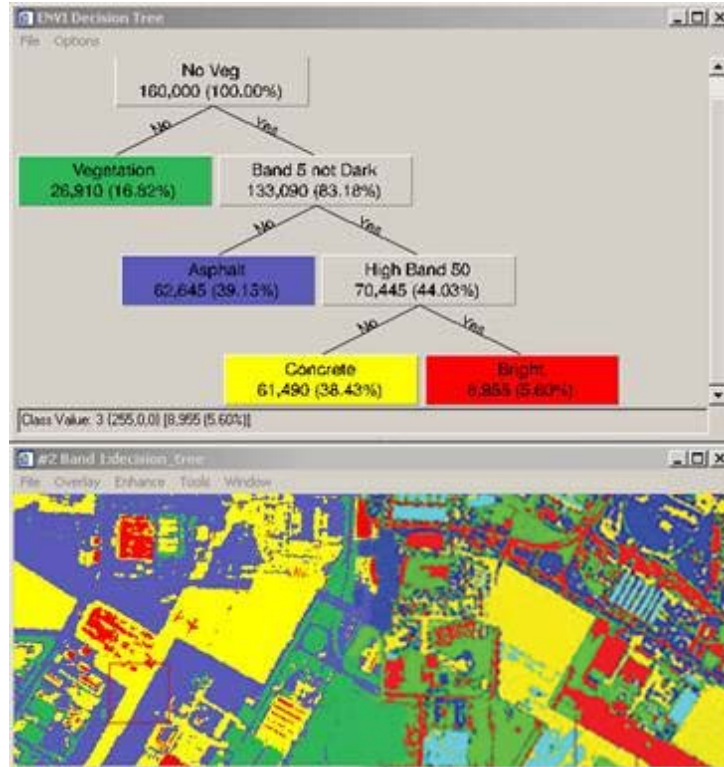 ENVI Decision Tree
File Options
No Veg
160,000 (100.00%)
No Yes
Vegetation
26,910 (16.82%)
Band 5 not Dark
133,090 (83.18%)
No Yes
Asphalt
62,645 (39.15%)
High Band 50
70,445 (44.03%)
No Yes
Concrete
61,490 (38.43%)
Bright
8,955 (5.60%)
Class Value: 3 {255,0,0} [8,955 (5.60%)]
#2 Band 1:decision_tree
File Overlay Enhance Tools Window